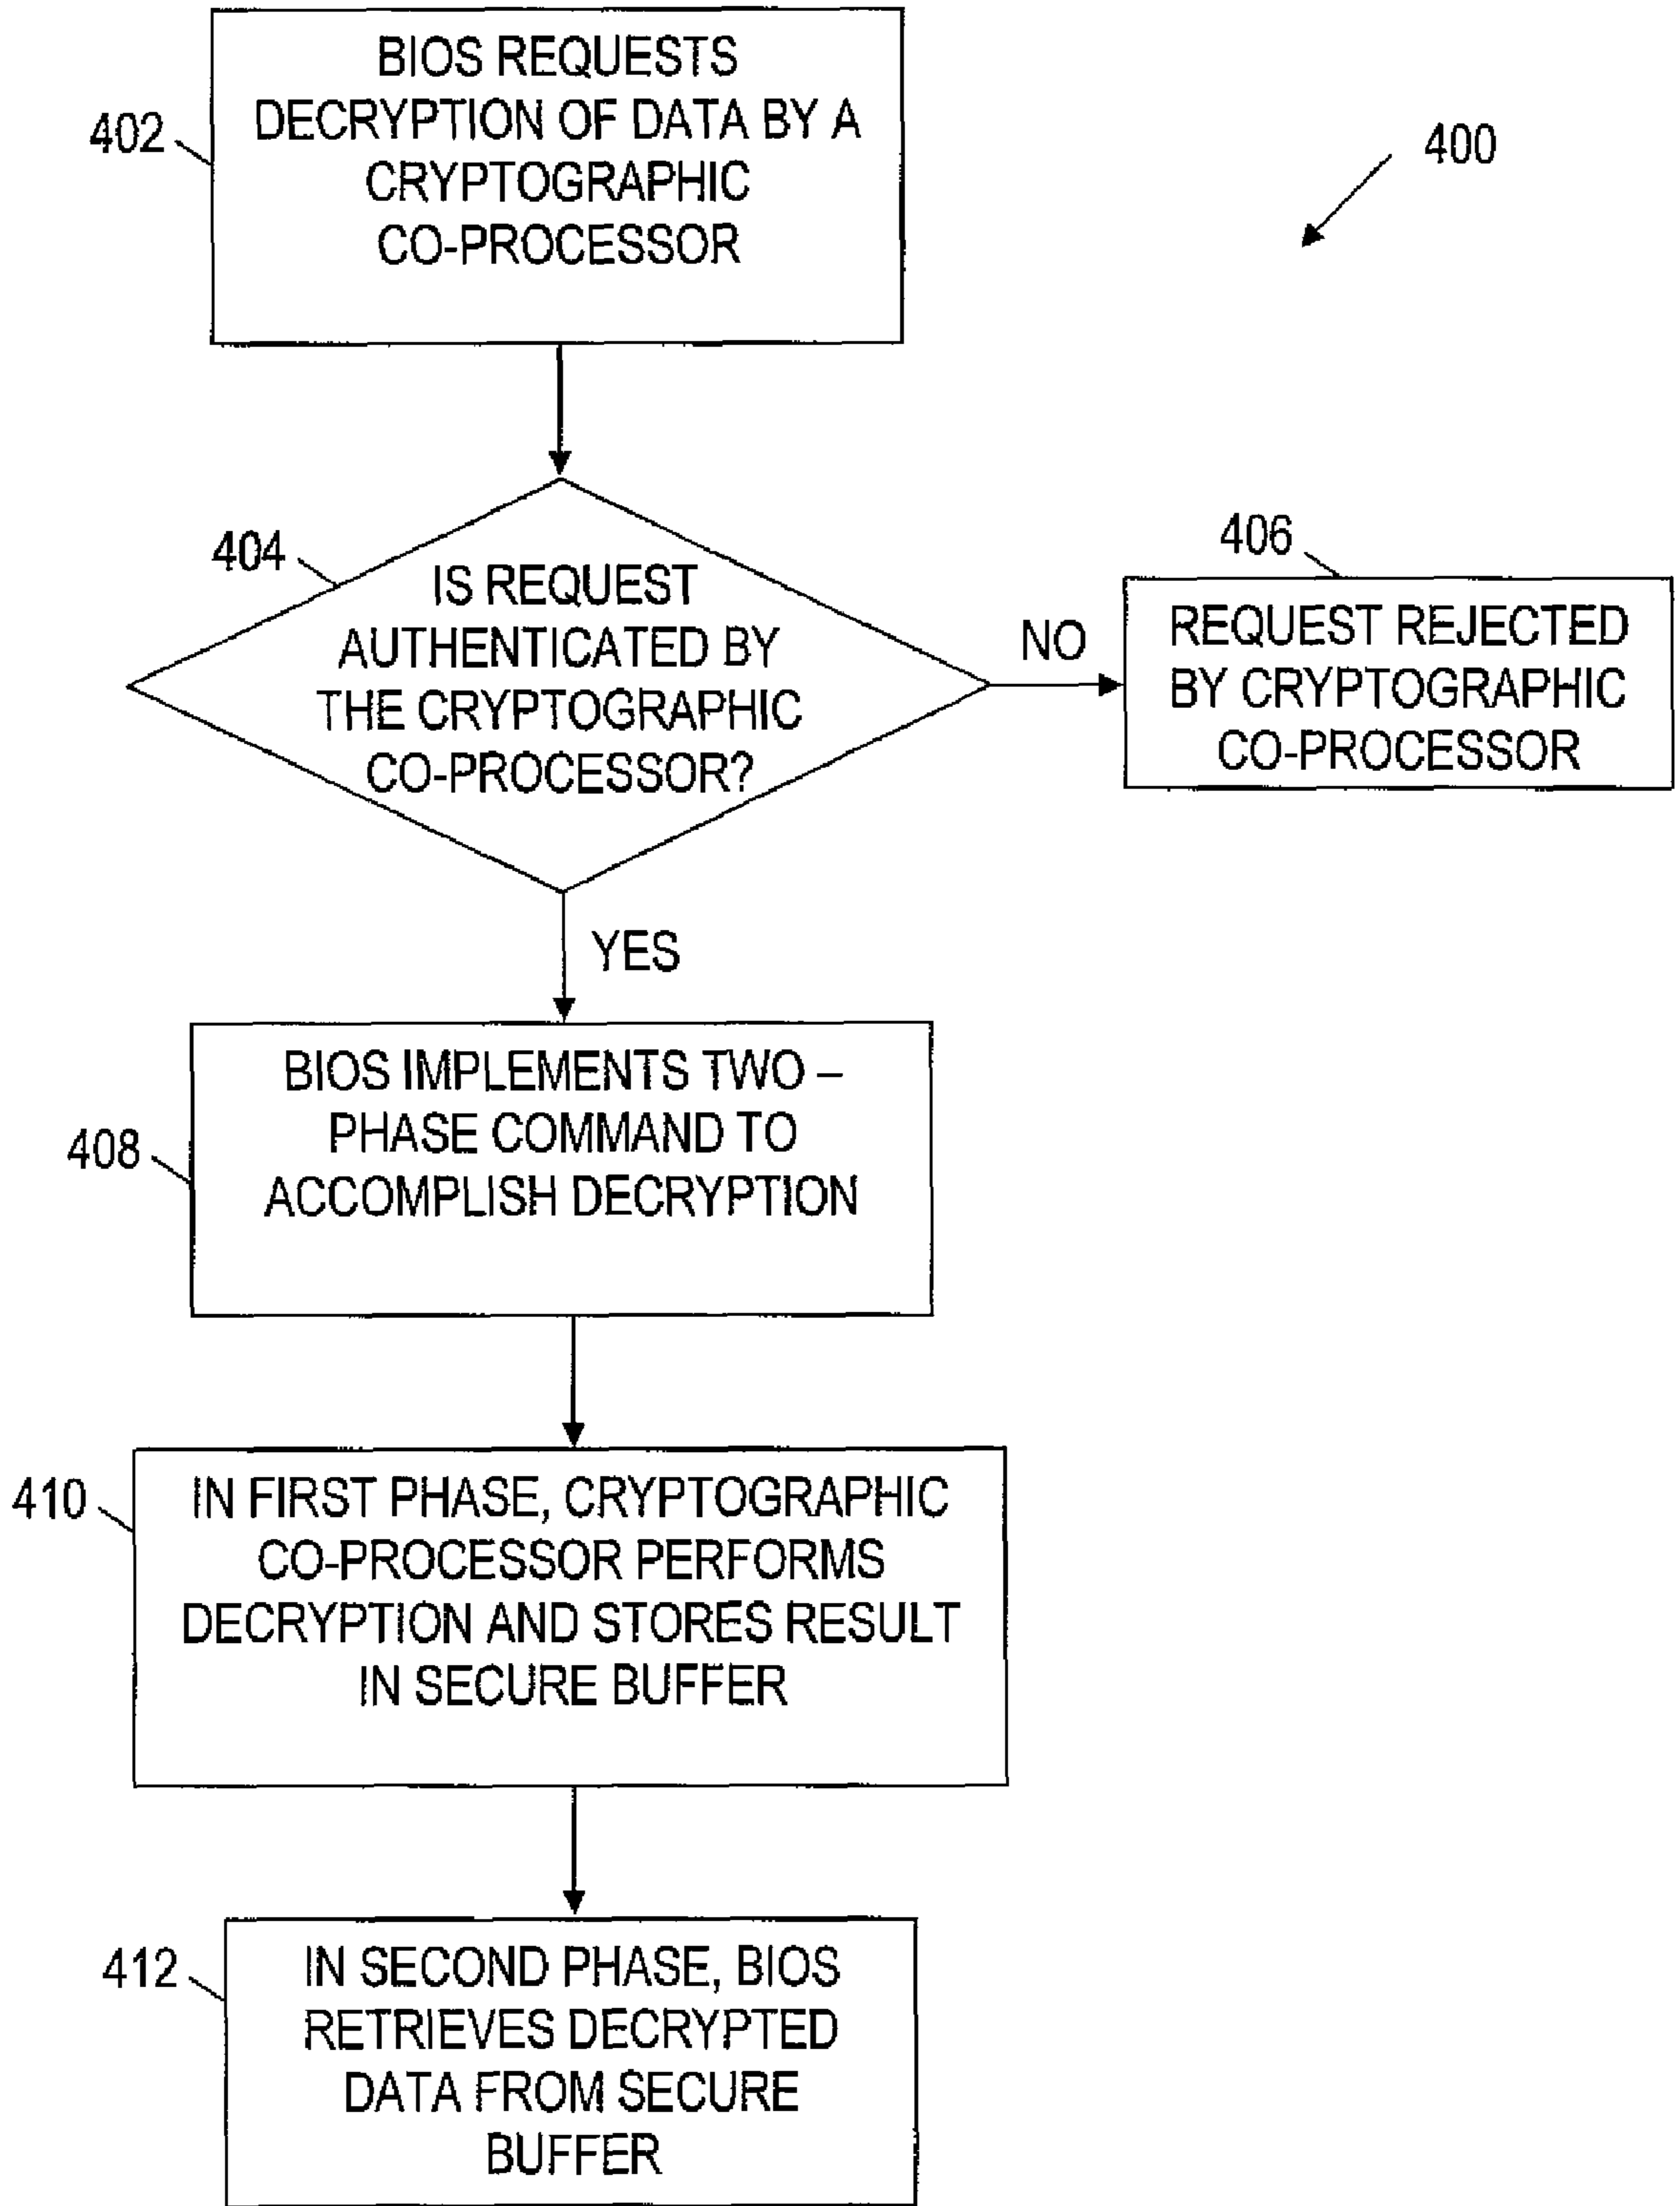 BIOS REQUESTS
DECRYPTION OF DATA BY A
CRYPTOGRAPHIC
CO-PROCESSOR
402
400
404
IS REQUEST
AUTHENTICATED BY
THE CRYPTOGRAPHIC
CO-PROCESSOR?
NO
406
REQUEST REJECTED
BY CRYPTOGRAPHIC
CO-PROCESSOR
YES
408
BIOS IMPLEMENTS TWO –
PHASE COMMAND TO
ACCOMPLISH DECRYPTION
410
IN FIRST PHASE, CRYPTOGRAPHIC
CO-PROCESSOR PERFORMS
DECRYPTION AND STORES RESULT
IN SECURE BUFFER
412
IN SECOND PHASE, BIOS
RETRIEVES DECRYPTED
DATA FROM SECURE
BUFFER